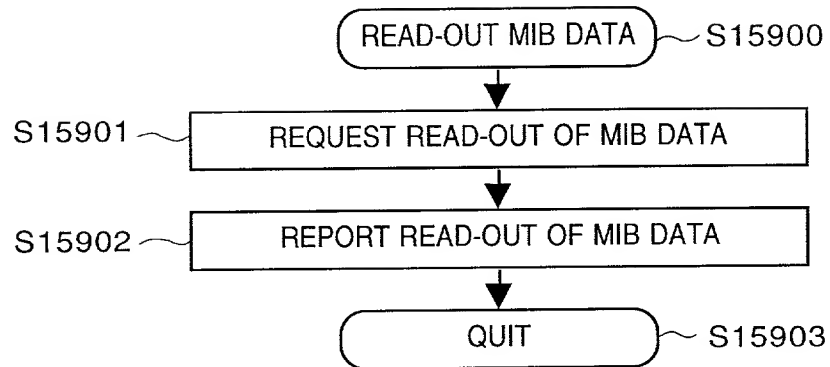 READ-OUT MIB DATA S15900
S15901 REQUEST READ-OUT OF MIB DATA
S15902 REPORT READ-OUT OF MIB DATA
QUIT S15903